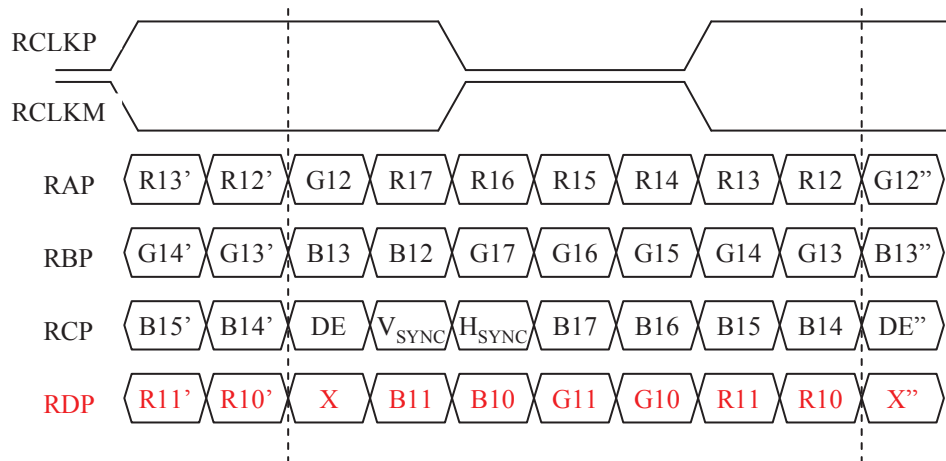 RCLKP
RCLKM
RAP R13’ R12’ G12 R17 R16 R15 R14 R13 R12 G12”
RBP G14’ G13’ B13 B12 G17 G16 G15 G14 G13 B13”
RCP B15’ B14’ DE VSYNC HSYNC B17 B16 B15 B14 DE”
RDP R11’ R10’ X B11 B10 G11 G10 R11 R10 X”